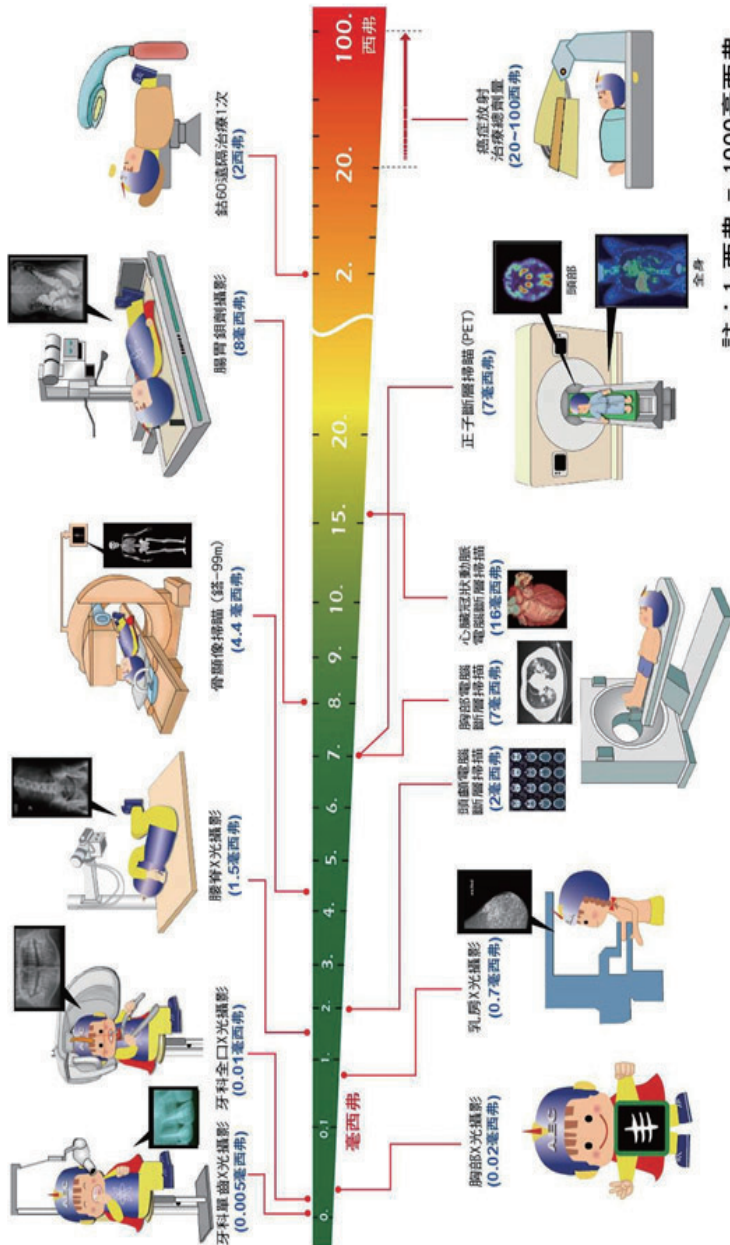 牙科單齒X光攝影
(0.005毫西弗)
牙科全口X光攝影
(0.01毫西弗)
腰脊X光攝影
(1.5毫西弗)
骨顯像掃瞄（鎝-99m）
(4.4 毫西弗)
腸胃鋇劑攝影
(8毫西弗)
鈷60遠隔治療1次
(2西弗)
0.
0.1
1.
2.
3.
4.
5.
6.
7.
8.
9.
10.
15.
20.
2.
20.
100.
西弗
毫西弗
胸部X光攝影
(0.02毫西弗)
乳房X光攝影
(0.7毫西弗)
頭顱電腦
斷層掃描
(2毫西弗)
胸部電腦
斷層掃描
(7毫西弗)
心臟冠狀動脈
電腦斷層掃描
(16毫西弗)
正子斷層掃瞄(PET)
(7毫西弗)
頭部
全身
癌症放射
治療總劑量
(20~100西弗)
AEC
AEC
AEC